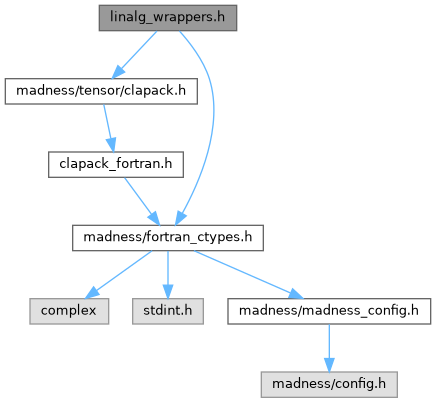 linalg_wrappers.h
madness/tensor/clapack.h
clapack_fortran.h
madness/fortran_ctypes.h
complex
stdint.h
madness/madness_config.h
madness/config.h